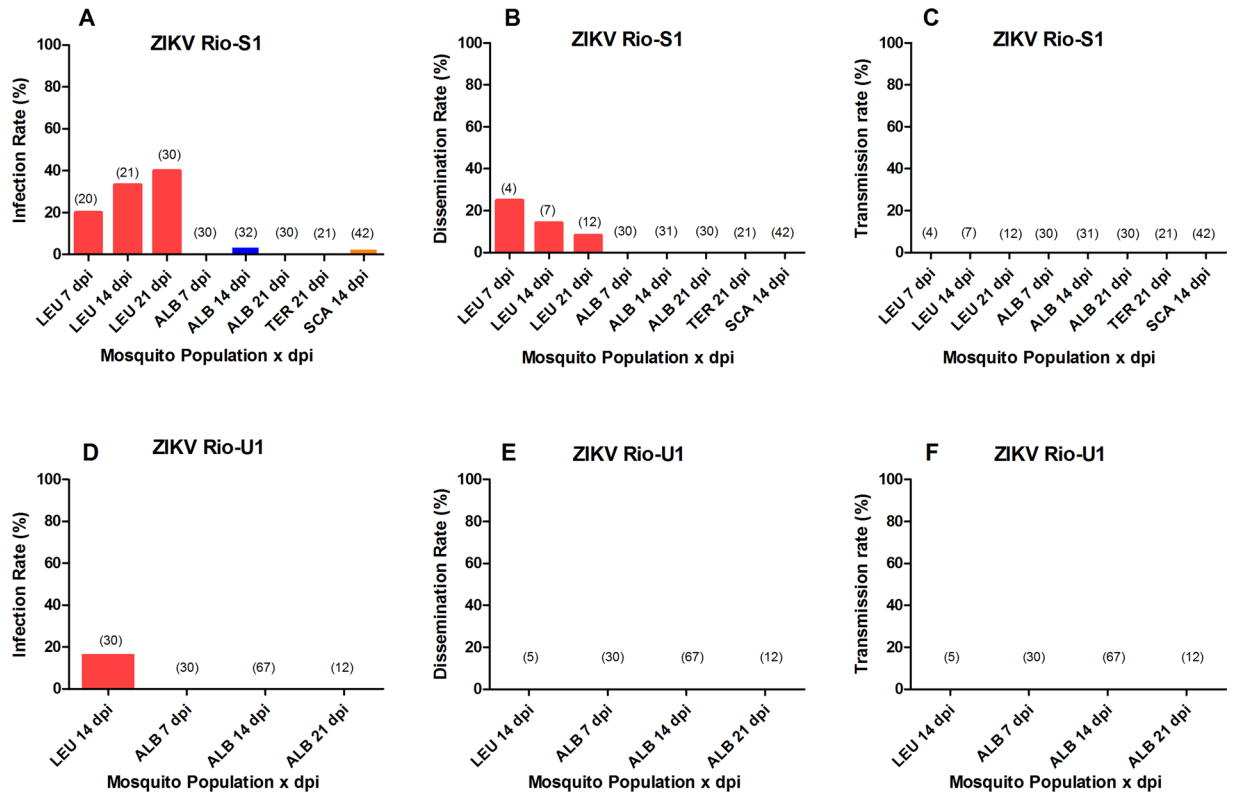 A
ZIKV Rio-S1
Infection Rate (%)
100
80
60
40
20
0
(20)
(21)
(30)
(30)
(32)
(30)
(21)
(42)
LEU 7 dpi
LEU 14 dpi
LEU 21 dpi
ALB 7 dpi
ALB 14 dpi
ALB 21 dpi
TER 21 dpi
SCA 14 dpi
Mosquito Population x dpi
B
ZIKV Rio-S1
Dissemination Rate (%)
100
80
60
40
20
0
(4)
(7)
(12)
(30)
(31)
(30)
(21)
(42)
LEU 7 dpi
LEU 14 dpi
LEU 21 dpi
ALB 7 dpi
ALB 14 dpi
ALB 21 dpi
TER 21 dpi
SCA 14 dpi
Mosquito Population x dpi
C
ZIKV Rio-S1
Transmission rate (%)
100
80
60
40
20
0
(4)
(7)
(12)
(30)
(31)
(30)
(21)
(42)
LEU 7 dpi
LEU 14 dpi
LEU 21 dpi
ALB 7 dpi
ALB 14 dpi
ALB 21 dpi
TER 21 dpi
SCA 14 dpi
Mosquito Population x dpi
D
ZIKV Rio-U1
Infection Rate (%)
100
80
60
40
20
0
(30)
(30)
(67)
(12)
LEU 14 dpi
ALB 7 dpi
ALB 14 dpi
ALB 21 dpi
Mosquito Population x dpi
E
ZIKV Rio-U1
Dissemination Rate (%)
100
80
60
40
20
0
(5)
(30)
(67)
(12)
LEU 14 dpi
ALB 7 dpi
ALB 14 dpi
ALB 21 dpi
Mosquito Population x dpi
F
ZIKV Rio-U1
Transmission rate (%)
100
80
60
40
20
0
(5)
(30)
(67)
(12)
LEU 14 dpi
ALB 7 dpi
ALB 14 dpi
ALB 21 dpi
Mosquito Population x dpi